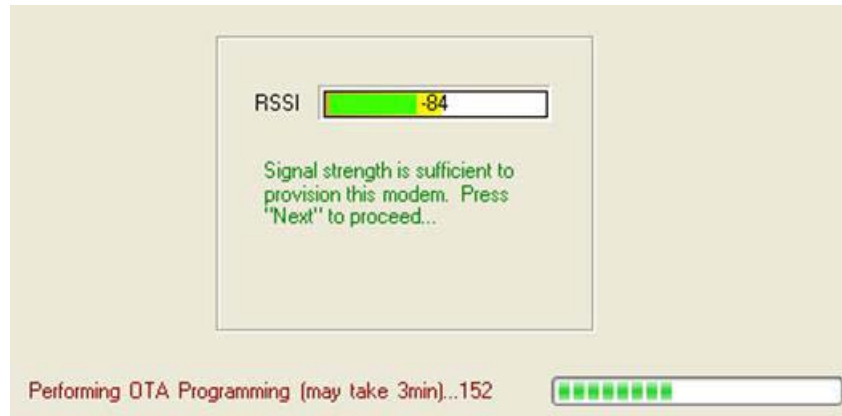 RSSI -84
Signal strength is sufficient to
provision this modem. Press
"Next" to proceed...
Performing OTA Programming (may take 3min)...152